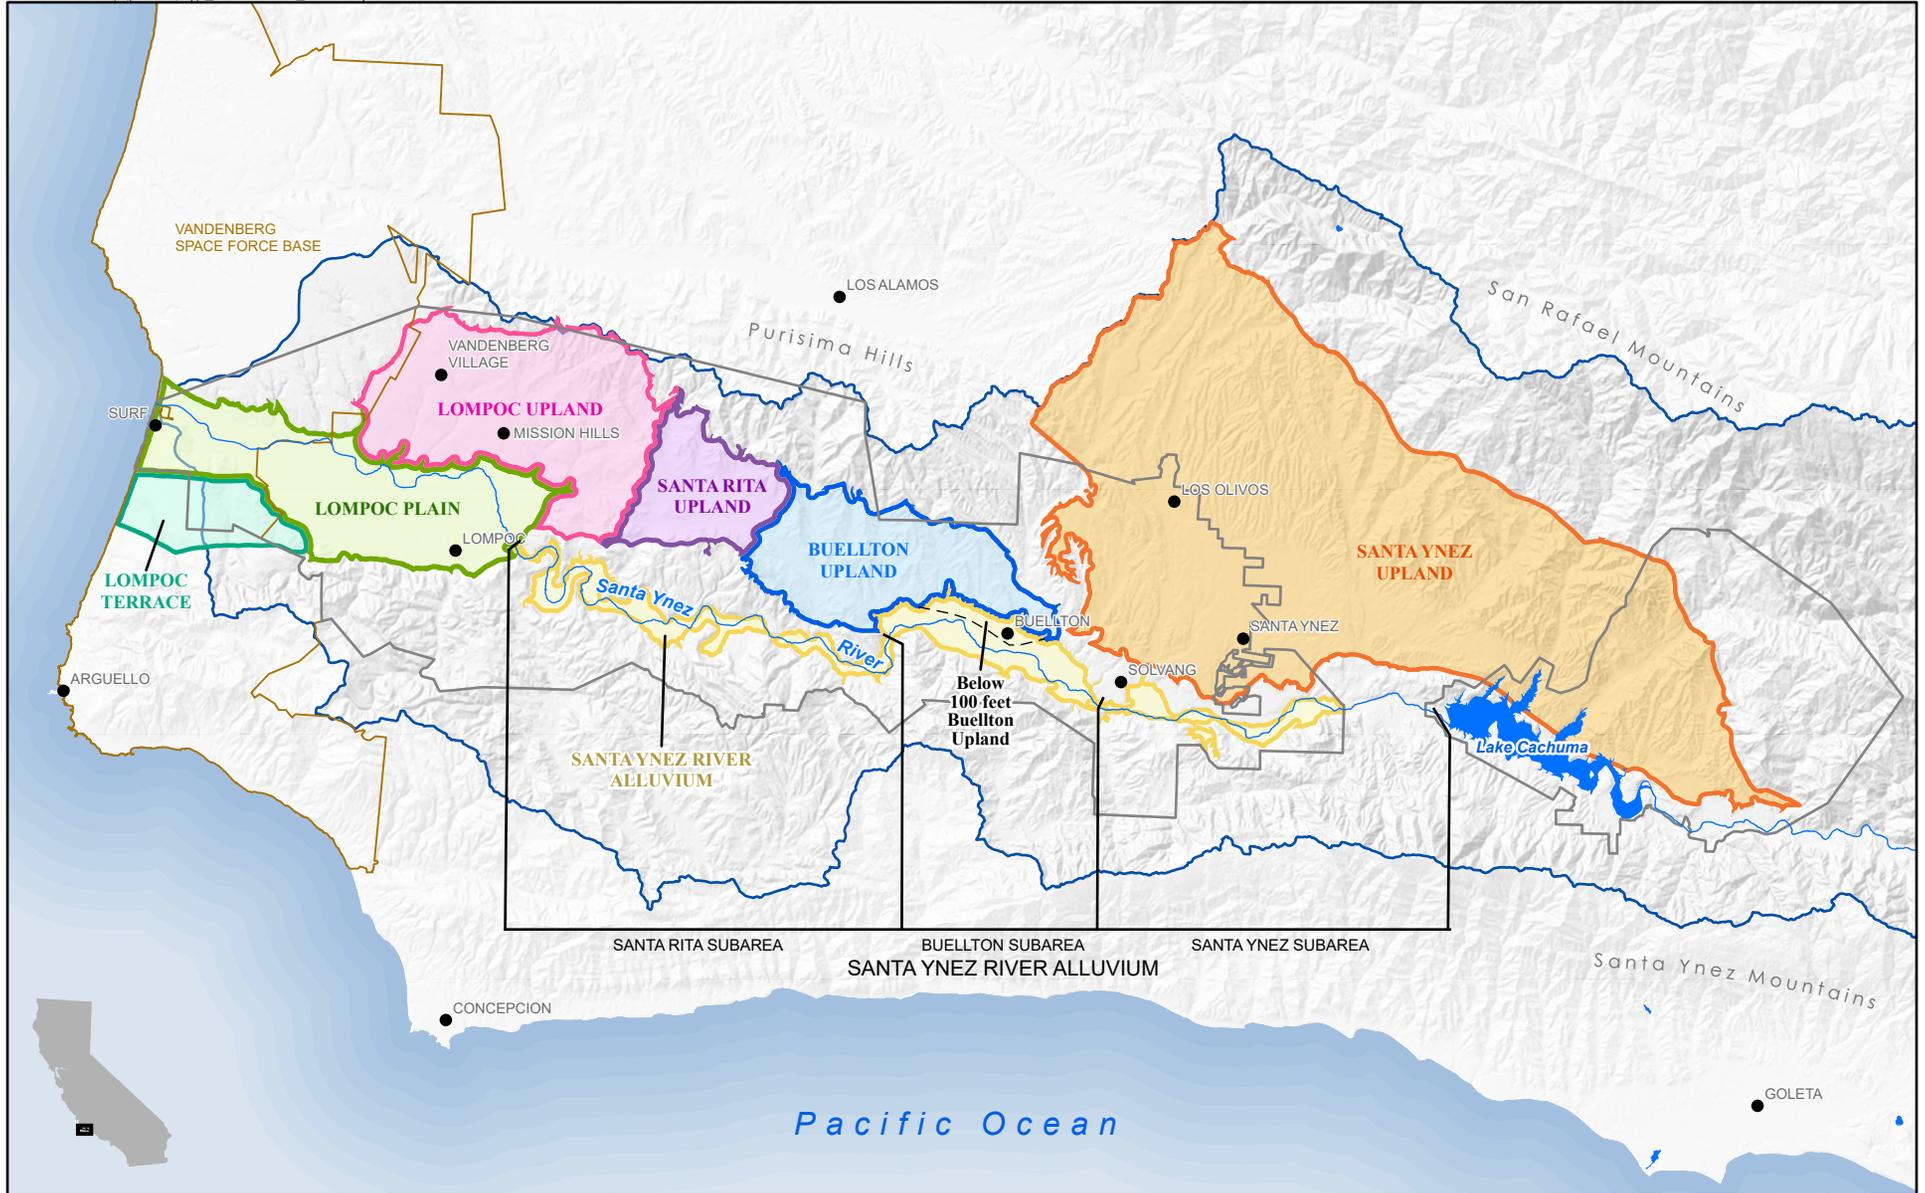 VANDENBERG
SPACE FORCE BASE
LOS ALAMOS
San Rafael Mountains
Purisima Hills
VANDENBERG
VILLAGE
SURF
LOMPOC UPLAND
MISSION HILLS
SANTA RITA
UPLAND
LOS OLIVOS
LOMPOC PLAIN
LOMPOC
BUELLTON
UPLAND
SANTA YNEZ
UPLAND
LOMPOC
TERRACE
Santa Ynez
River
BUELLTON
SANTA YNEZ
ARGUELLO
SOLVANG
Below
100 feet
Buellton
Upland
Lake Cachuma
SANTA YNEZ RIVER
ALLUVIUM
SANTA RITA SUBAREA
BUELLTON SUBAREA
SANTA YNEZ SUBAREA
SANTA YNEZ RIVER ALLUVIUM
Santa Ynez Mountains
CONCEPCION
GOLETA
Pacific Ocean